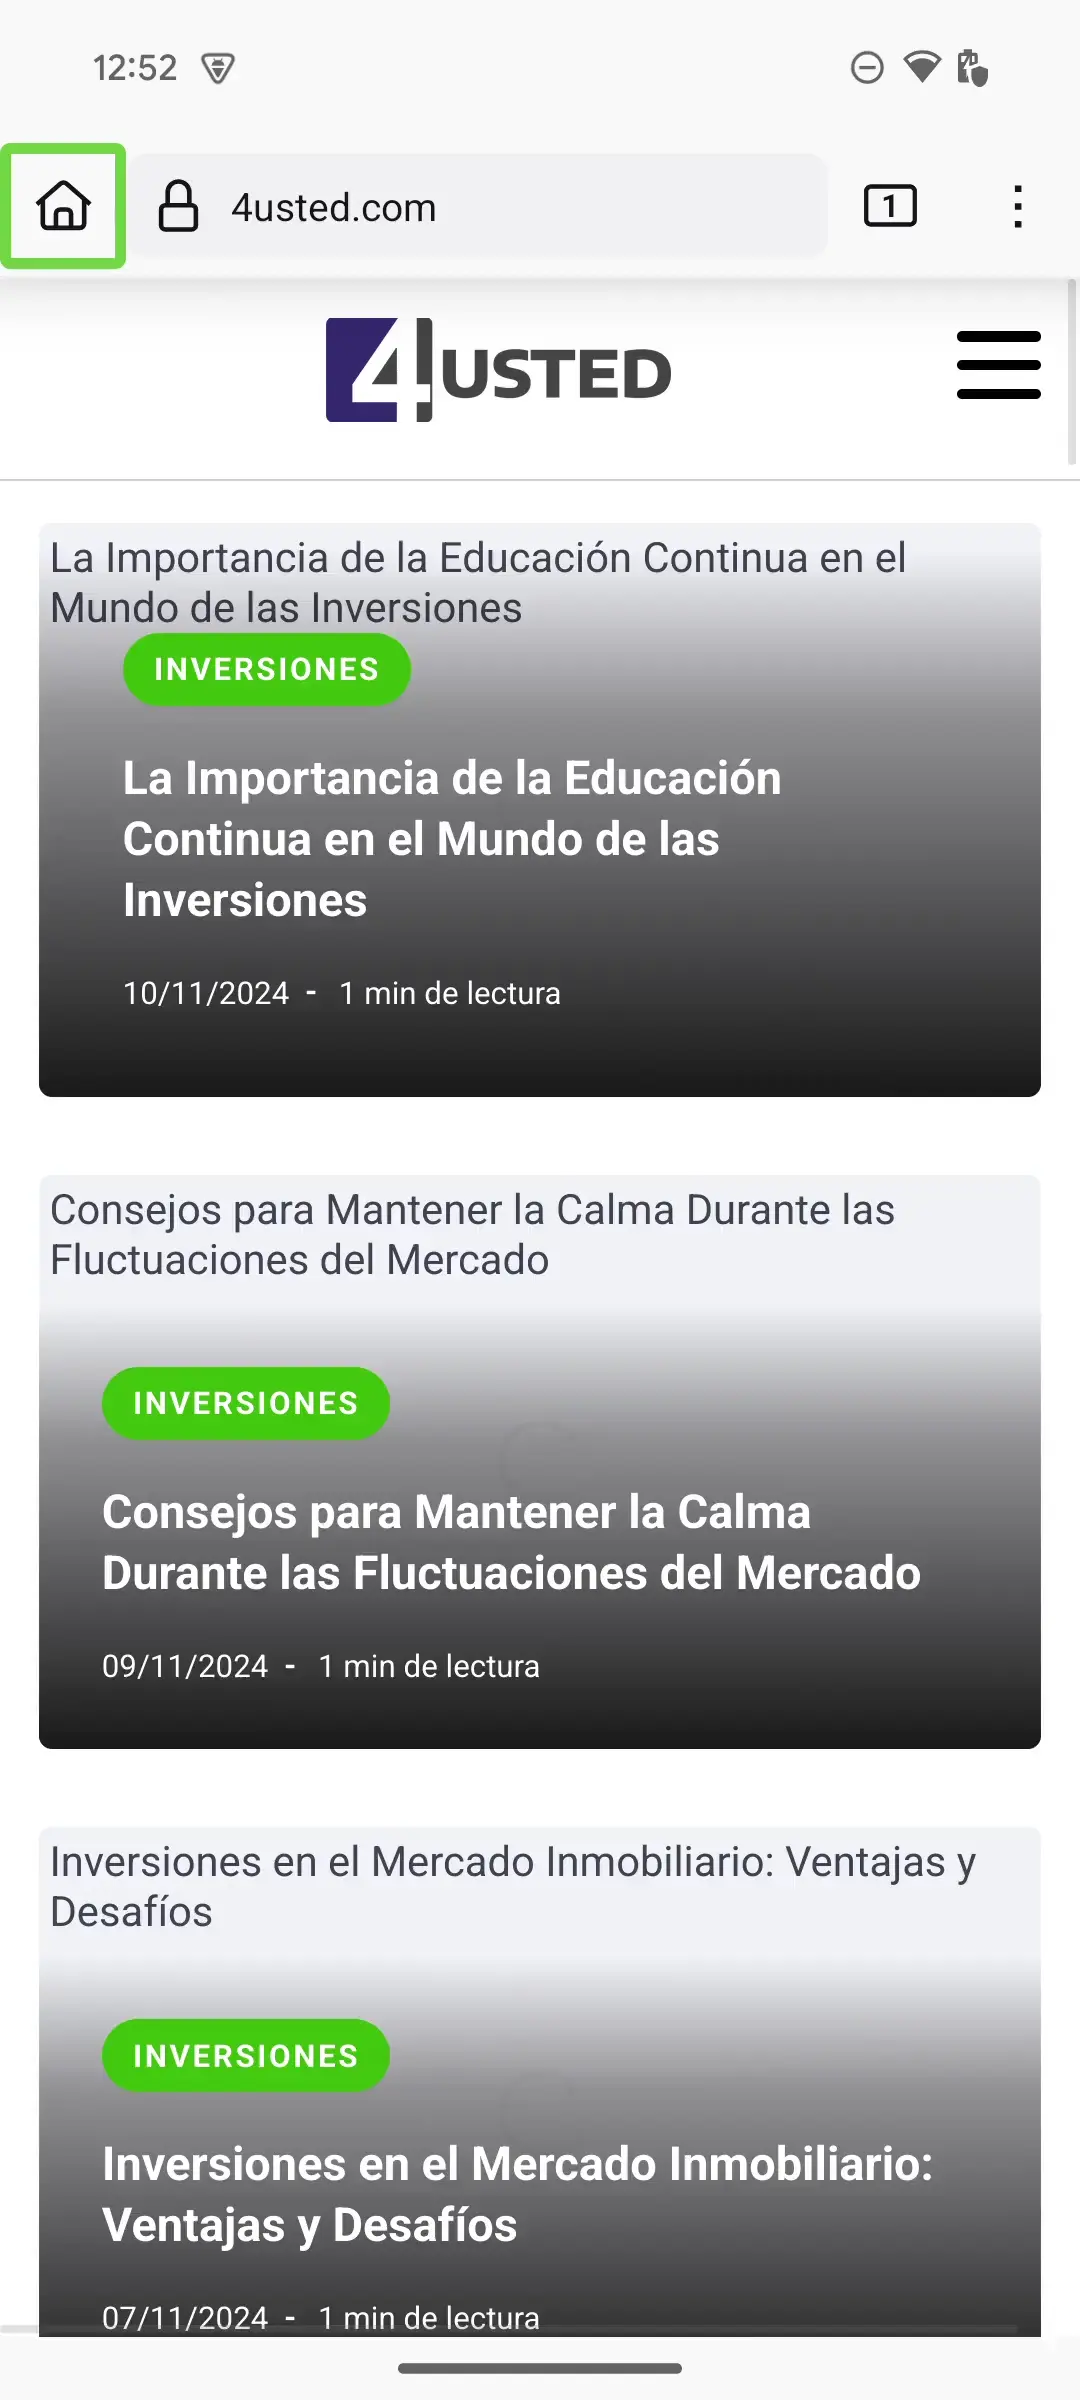 12:52
4usted.com
1
4USTED
La Importancia de la Educación Continua en el
Mundo de las Inversiones
INVERSIONES
La Importancia de la Educación
Continua en el Mundo de las
Inversiones
10/11/2024 - 1 min de lectura
Consejos para Mantener la Calma Durante las
Fluctuaciones del Mercado
INVERSIONES
Consejos para Mantener la Calma
Durante las Fluctuaciones del Mercado
09/11/2024 - 1 min de lectura
Inversiones en el Mercado Inmobiliario: Ventajas y
Desafíos
INVERSIONES
Inversiones en el Mercado Inmobiliario:
Ventajas y Desafíos
07/11/2024 - 1 min de lectura